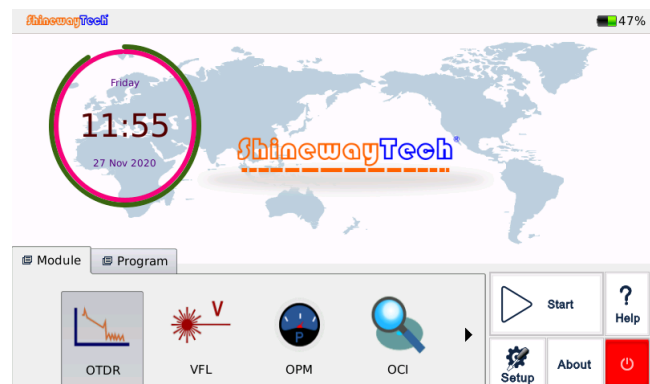 ShinewayTech
47%
Friday
11:55
27 Nov 2020
ShinewayTech®
Module
Program
V
P
OTDR
VFL
OPM
OCI
Start
?
Help
Setup
About